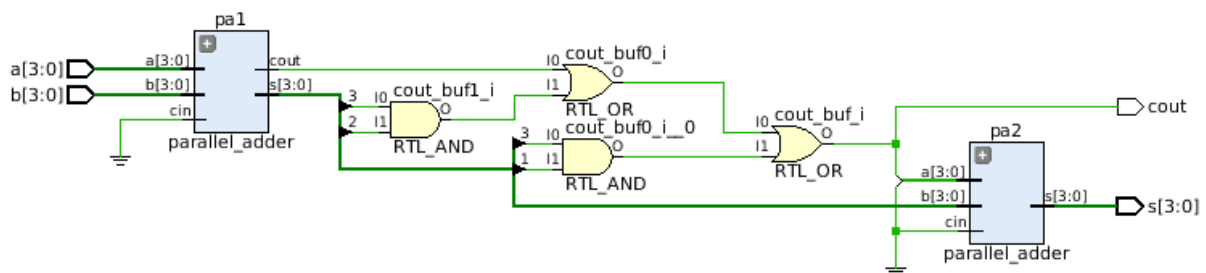 pa1
a[3:0]
b[3:0]
a[3:0]
b[3:0]
cin
cout
s[3:0]
parallel_adder
3
2
I0
I1
cout_buf1_i
O
RTL_AND
cout_buf0_i
I0
I1
O
RTL_OR
cout_buf0_i__0
3
1
I0
I1
O
RTL_AND
cout_buf_i
I0
I1
O
RTL_OR
cout
pa2
a[3:0]
b[3:0]
cin
s[3:0]
s[3:0]
parallel_adder